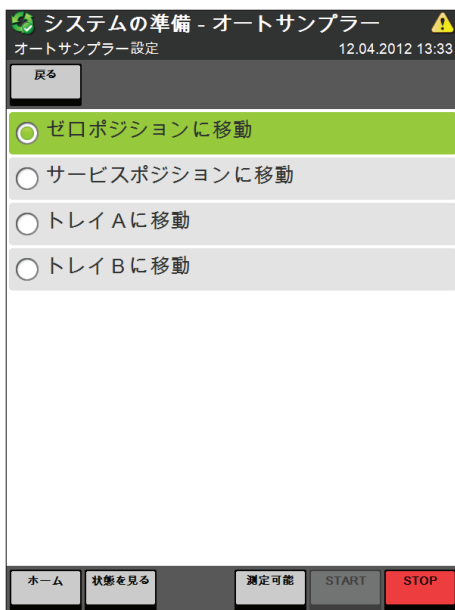 システムの準備 - オートサンプラー
オートサンプラー設定 12.04.2012 13:33
戻る
ゼロポジションに移動
サービスポジションに移動
トレイ A に移動
トレイ B に移動
ホーム 状態を見る 測定可能 START STOP